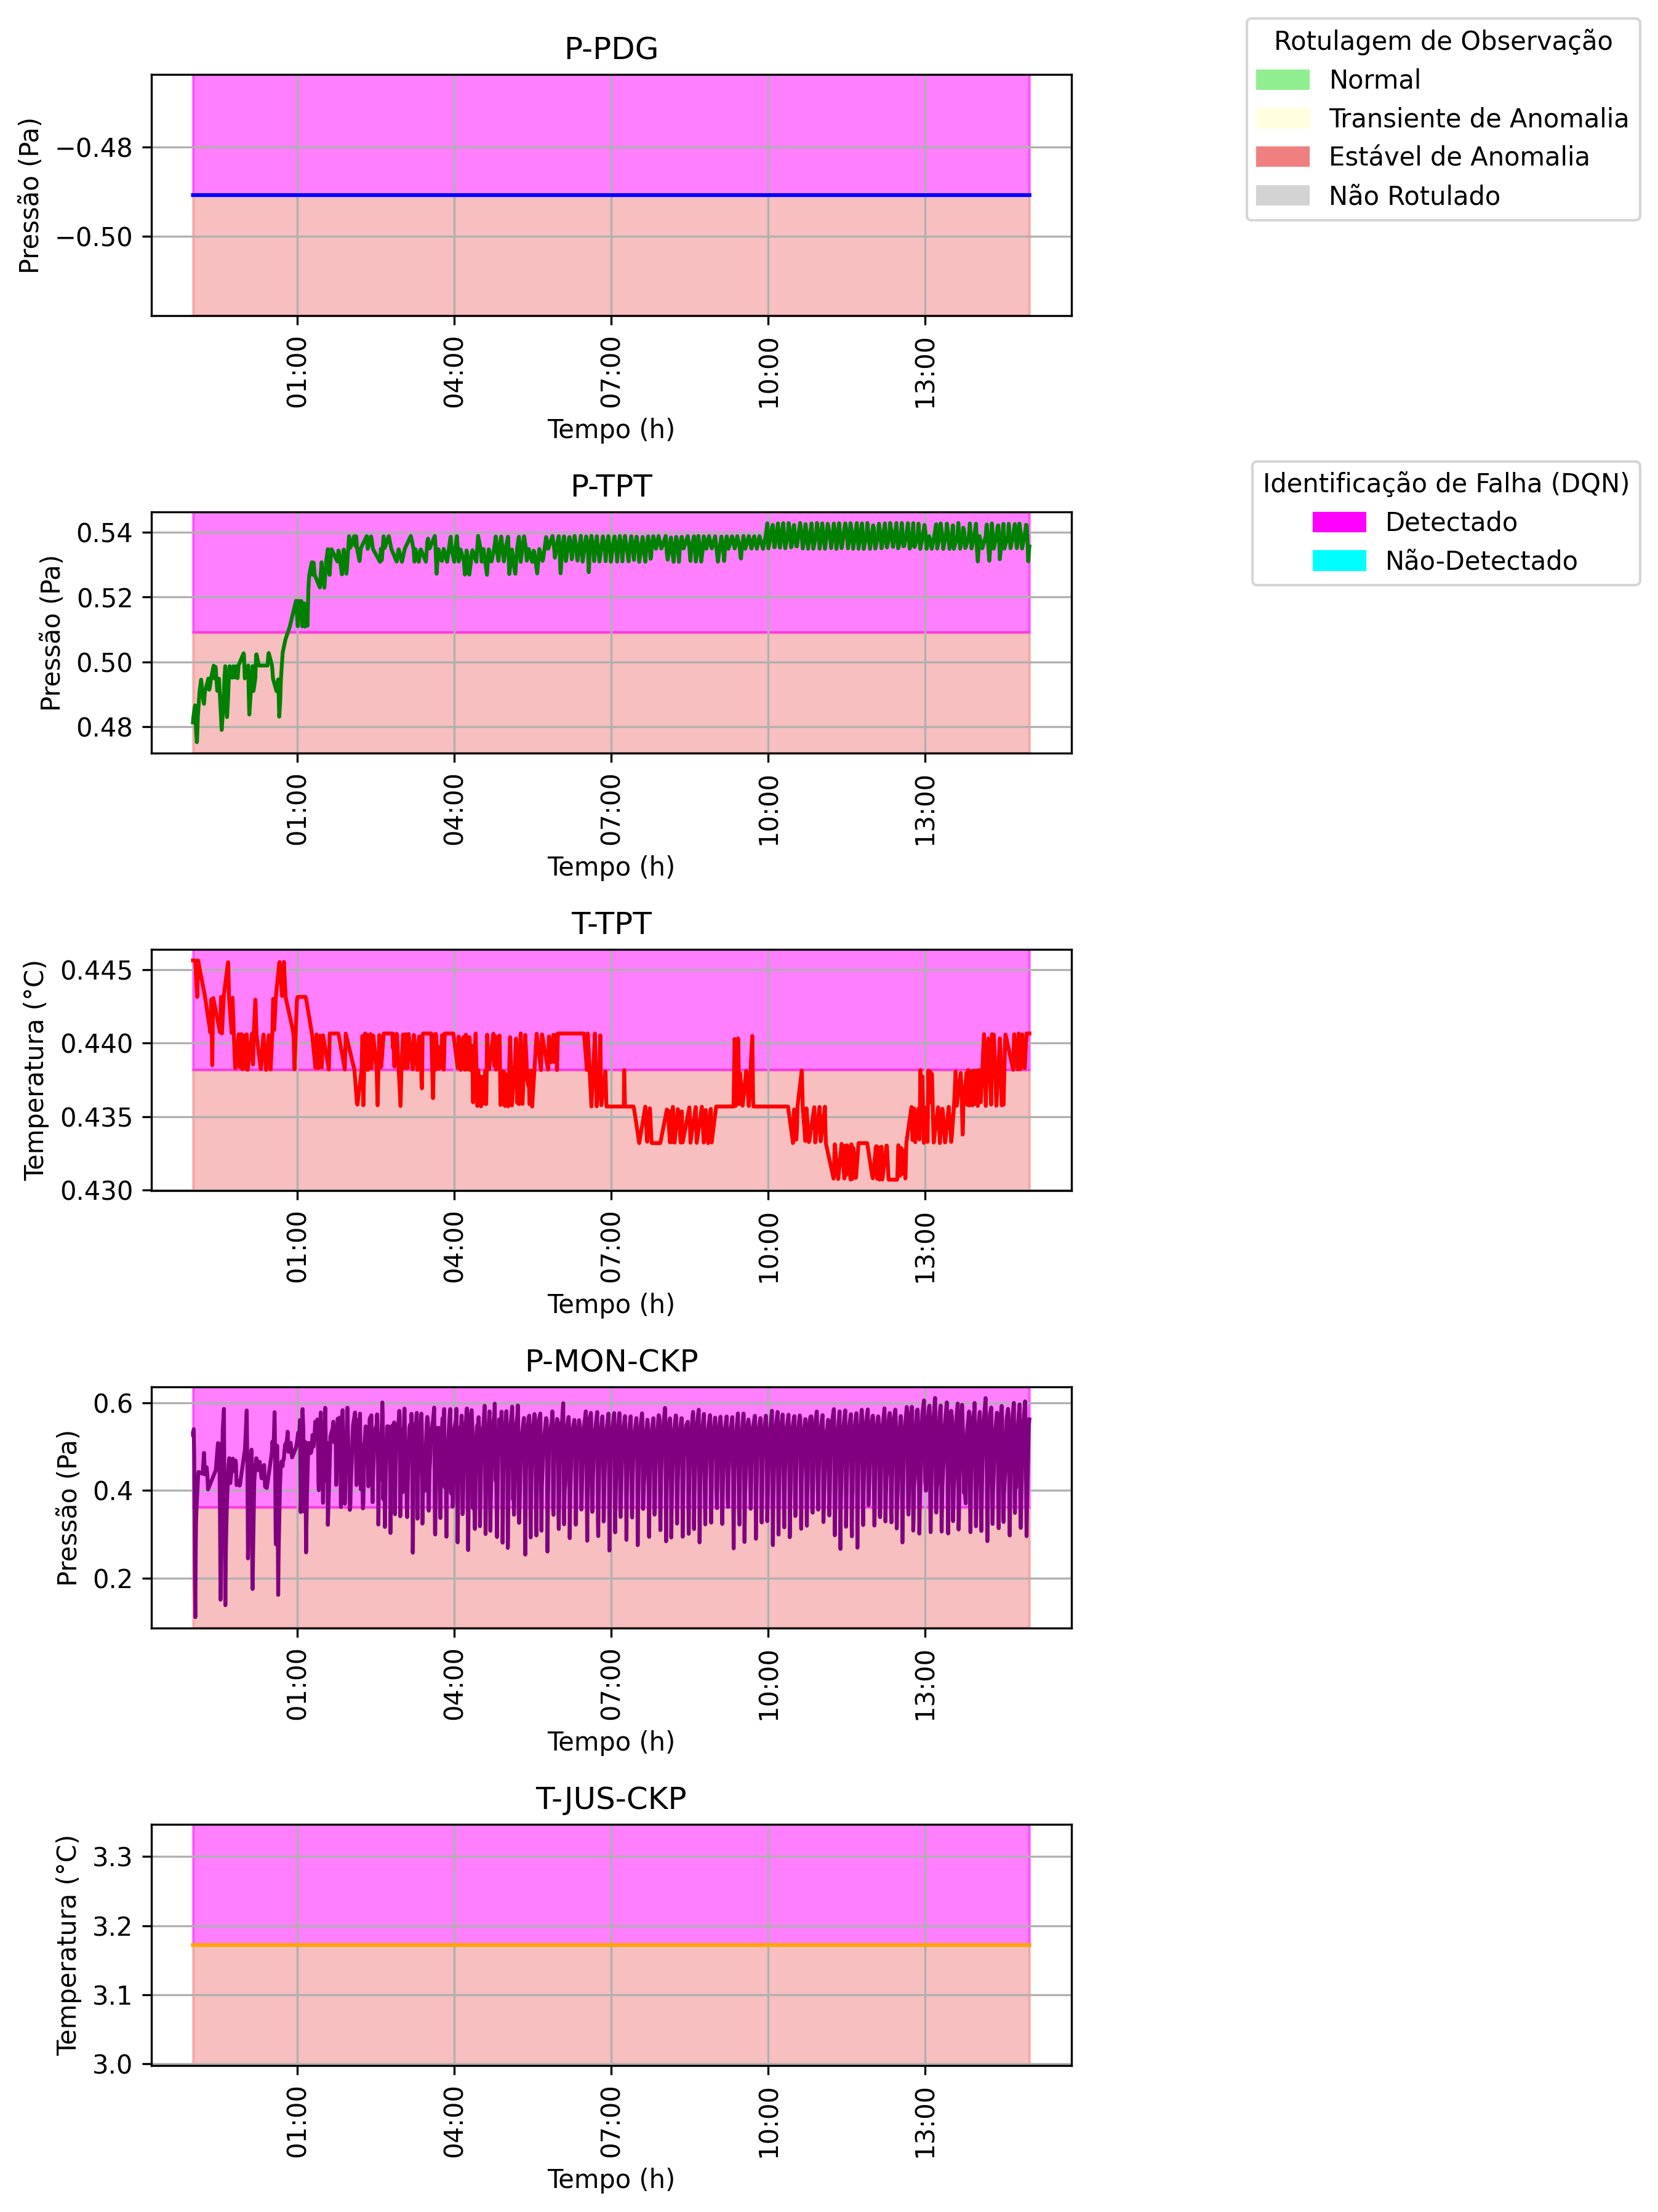 P-PDG
Pressão (Pa)
−0.48
−0.50
01:00
04:00
07:00
10:00
13:00
Tempo (h)
Rotulagem de Observação
Normal
Transiente de Anomalia
Estável de Anomalia
Não Rotulado
P-TPT
Pressão (Pa)
0.54
0.52
0.50
0.48
01:00
04:00
07:00
10:00
13:00
Tempo (h)
Identificação de Falha (DQN)
Detectado
Não-Detectado
T-TPT
Temperatura (°C)
0.445
0.440
0.435
0.430
01:00
04:00
07:00
10:00
13:00
Tempo (h)
P-MON-CKP
Pressão (Pa)
0.6
0.4
0.2
01:00
04:00
07:00
10:00
13:00
Tempo (h)
T-JUS-CKP
Temperatura (°C)
3.3
3.2
3.1
3.0
01:00
04:00
07:00
10:00
13:00
Tempo (h)